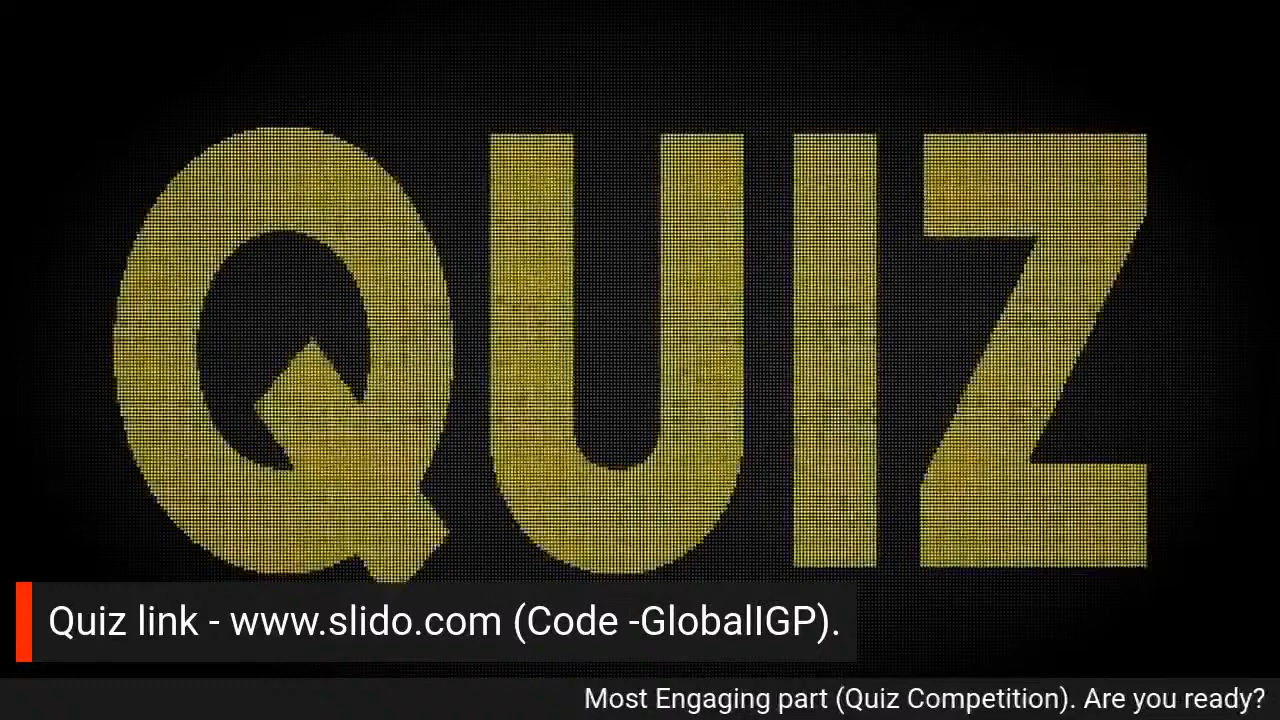 QUIZ
Quiz link - www.slido.com (Code -GlobalIGP).
Most Engaging part (Quiz Competition). Are you ready?